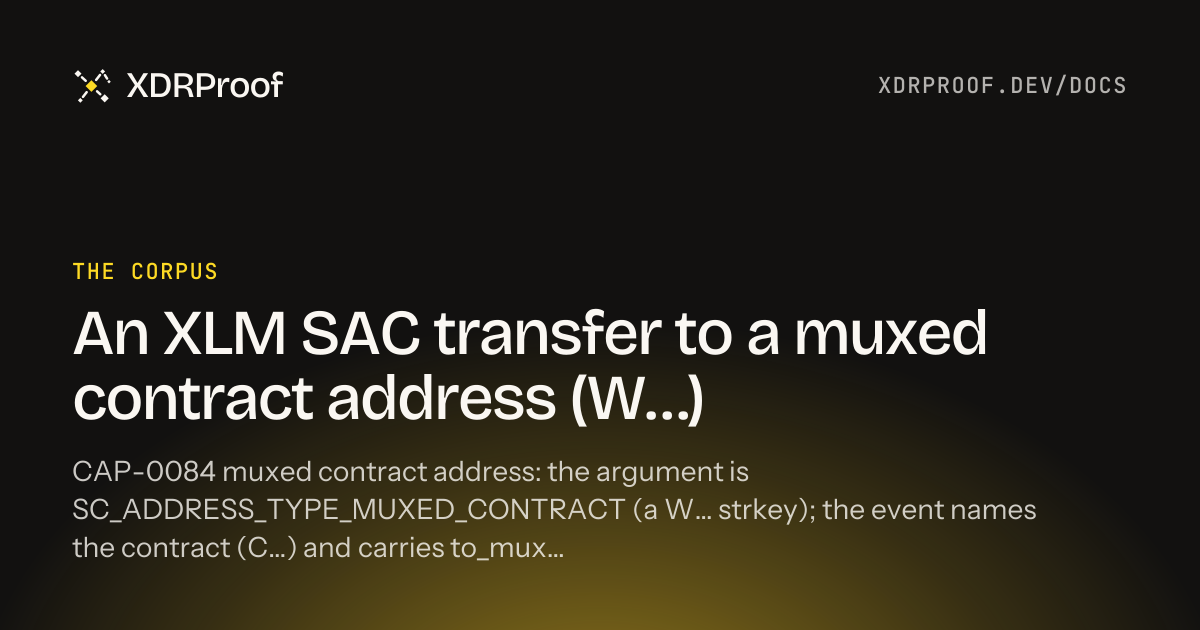 XDRProof
XDRPROOF.DEV/DOCS
THE CORPUS
An XLM SAC transfer to a muxed
contract address (W…)
CAP-0084 muxed contract address: the argument is
SC_ADDRESS_TYPE_MUXED_CONTRACT (a W… strkey); the event names
the contract (C…) and carries to_mux…